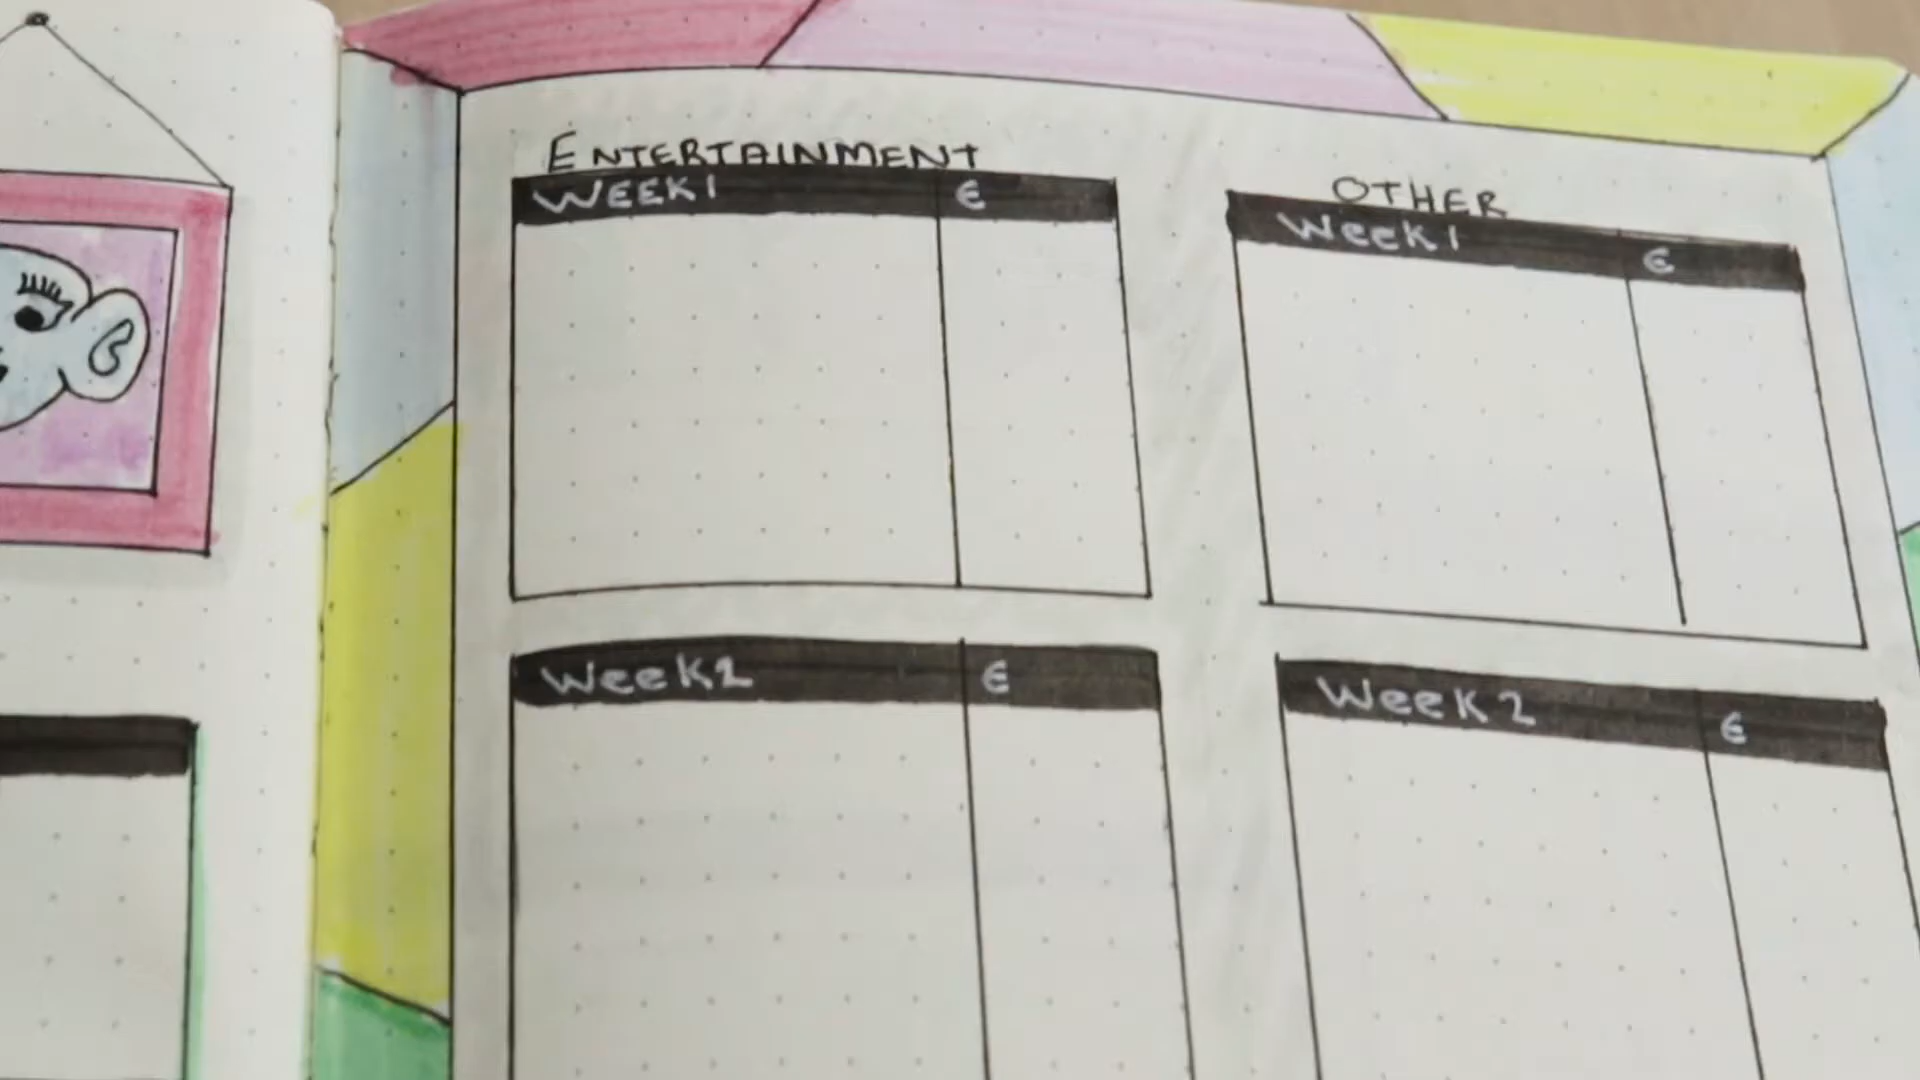 ENTERTAINMENT
WEEK1 €
Week2 €
OTHER
Week1 €
Week2 €